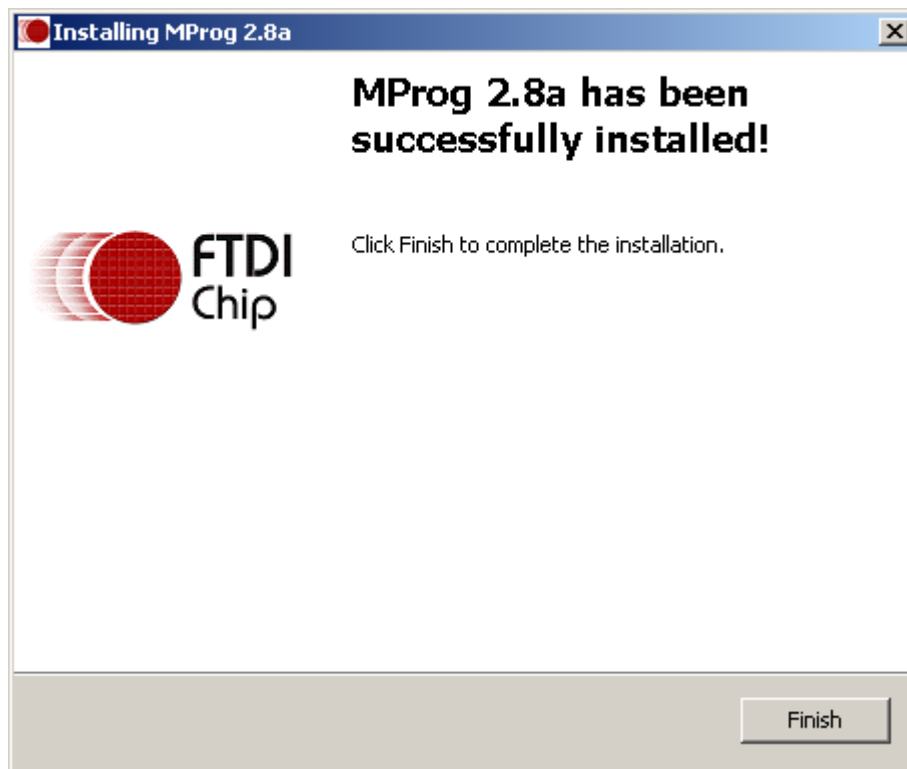 Installing MProg 2.8a
MProg 2.8a has been
successfully installed!
FTDI
Chip
Click Finish to complete the installation.
Finish